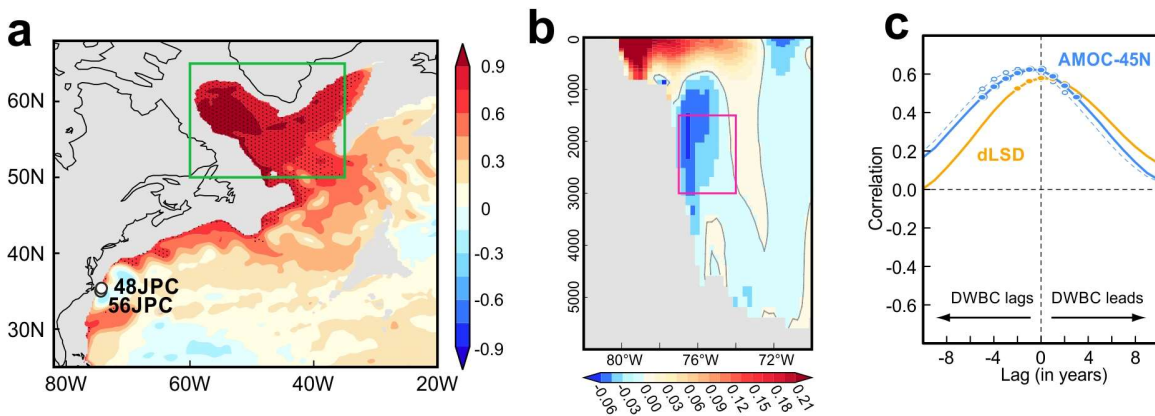 a
60N
50N
40N
30N
80W
60W
40W
20W
48JPC
56JPC
0.9
0.6
0.3
0
-0.3
-0.6
-0.9
b
0
1000
2000
3000
4000
5000
80°W
76°W
72°W
-0.06
-0.03
0.00
0.03
0.06
0.09
0.12
0.15
0.18
0.21
c
AMOC-45N
dLSD
Correlation
0.6
0.4
0.2
0.0
-0.2
-0.4
-0.6
DWBC lags
DWBC leads
-8
-4
0
4
8
Lag (in years)